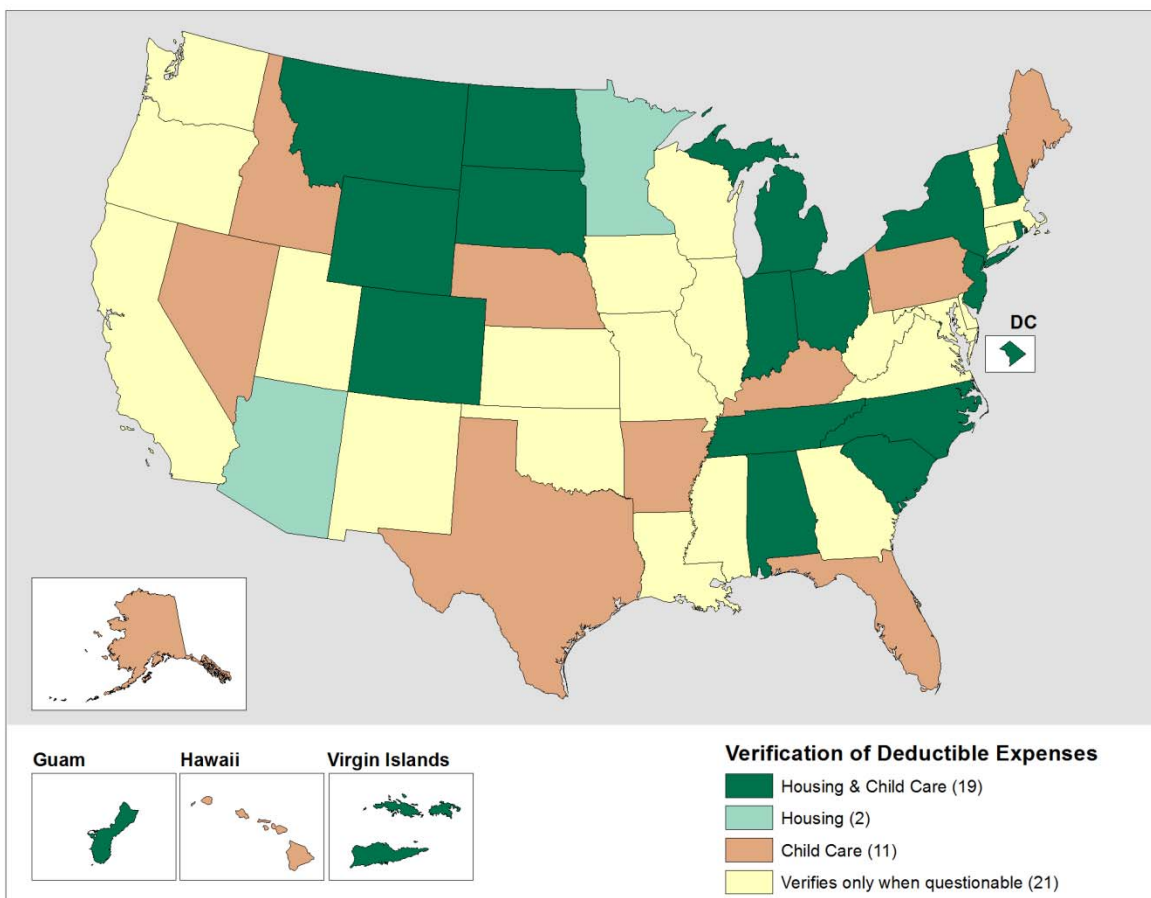 DC
Guam
Hawaii
Virgin Islands
Verification of Deductible Expenses
Housing & Child Care (19)
Housing (2)
Child Care (11)
Verifies only when questionable (21)